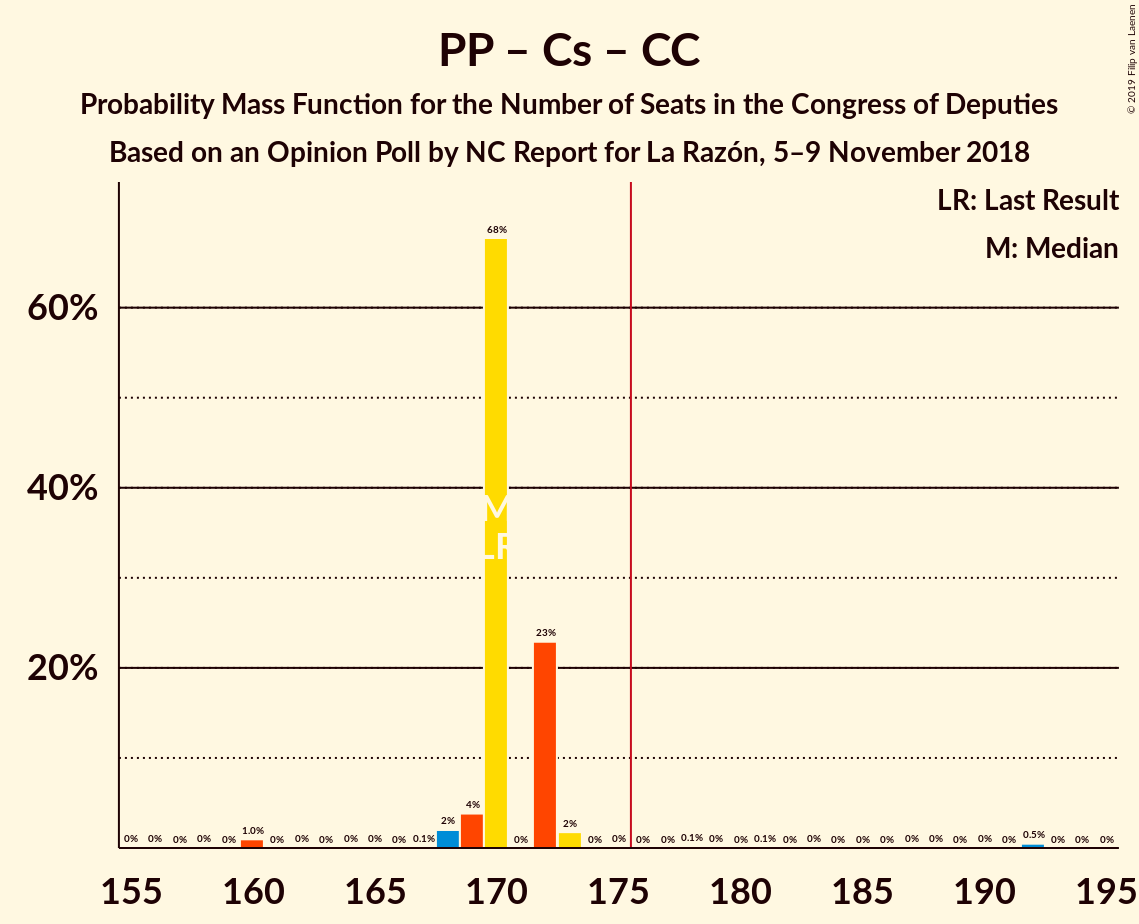 PP – Cs – CC
Probability Mass Function for the Number of Seats in the Congress of Deputies
Based on an Opinion Poll by NC Report for La Razón, 5–9 November 2018
© 2019 Filip van Laenen
LR: Last Result
M: Median
60%
40%
20%
68%
M
LR
23%
0% 0% 0% 0% 0% 1.0% 0% 0% 0% 0% 0% 0% 0.1% 2% 4% 0% 2% 0% 0% 0% 0% 0.1% 0% 0% 0.1% 0% 0% 0% 0% 0% 0% 0% 0% 0% 0% 0% 0.5% 0% 0% 0%
155 160 165 170 175 180 185 190 195